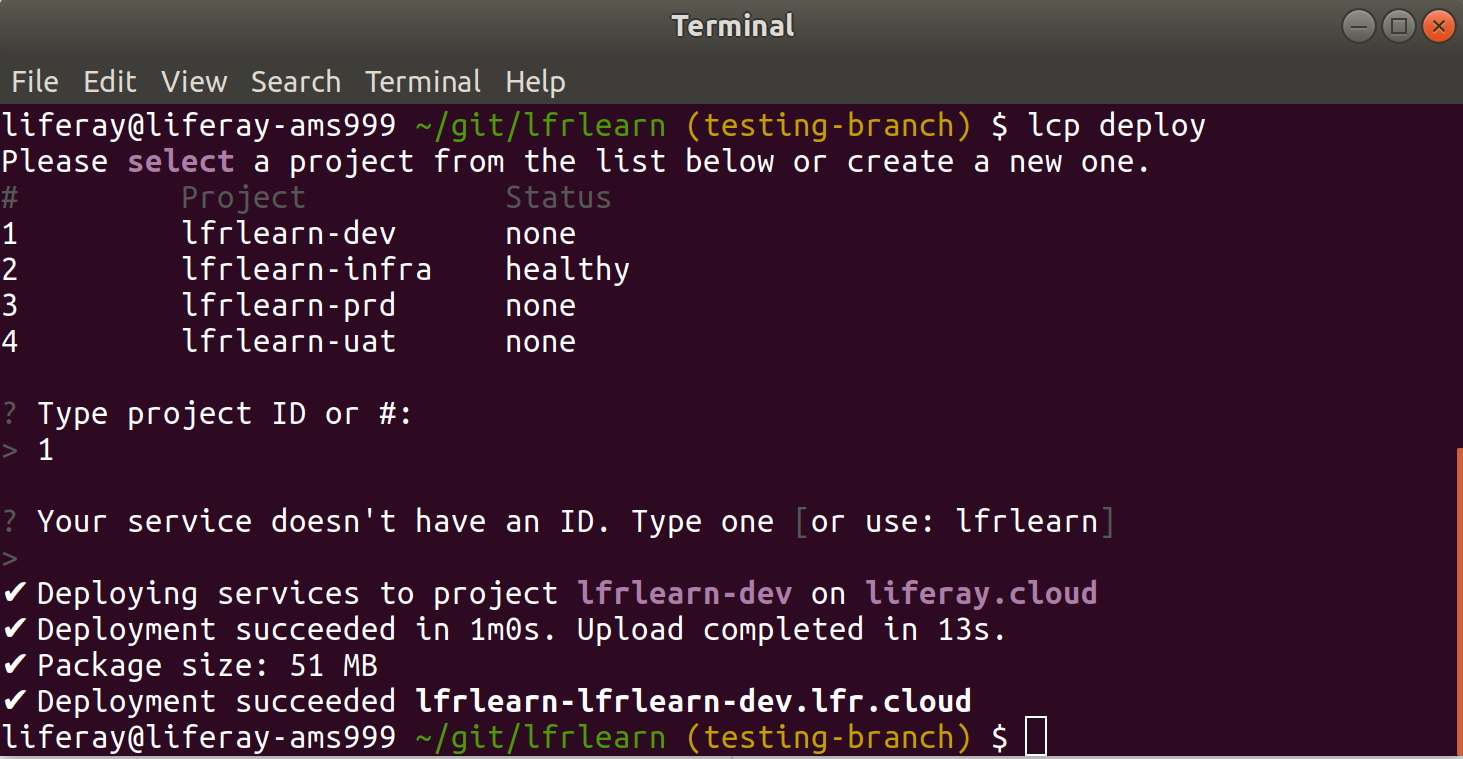 Terminal
File Edit View Search Terminal Help
liferay@liferay-ams999 ~/git/lfrlearn (testing-branch) $ lcp deploy
Please select a project from the list below or create a new one.
# Project Status
1 lfrlearn-dev none
2 lfrlearn-infra healthy
3 lfrlearn-prd none
4 lfrlearn-uat none
? Type project ID or #:
> 1
? Your service doesn't have an ID. Type one [or use: lfrlearn]
>
✔ Deploying services to project lfrlearn-dev on liferay.cloud
✔ Deployment succeeded in 1m0s. Upload completed in 13s.
✔ Package size: 51 MB
✔ Deployment succeeded lfrlearn-lfrlearn-dev.lfr.cloud
liferay@liferay-ams999 ~/git/lfrlearn (testing-branch) $